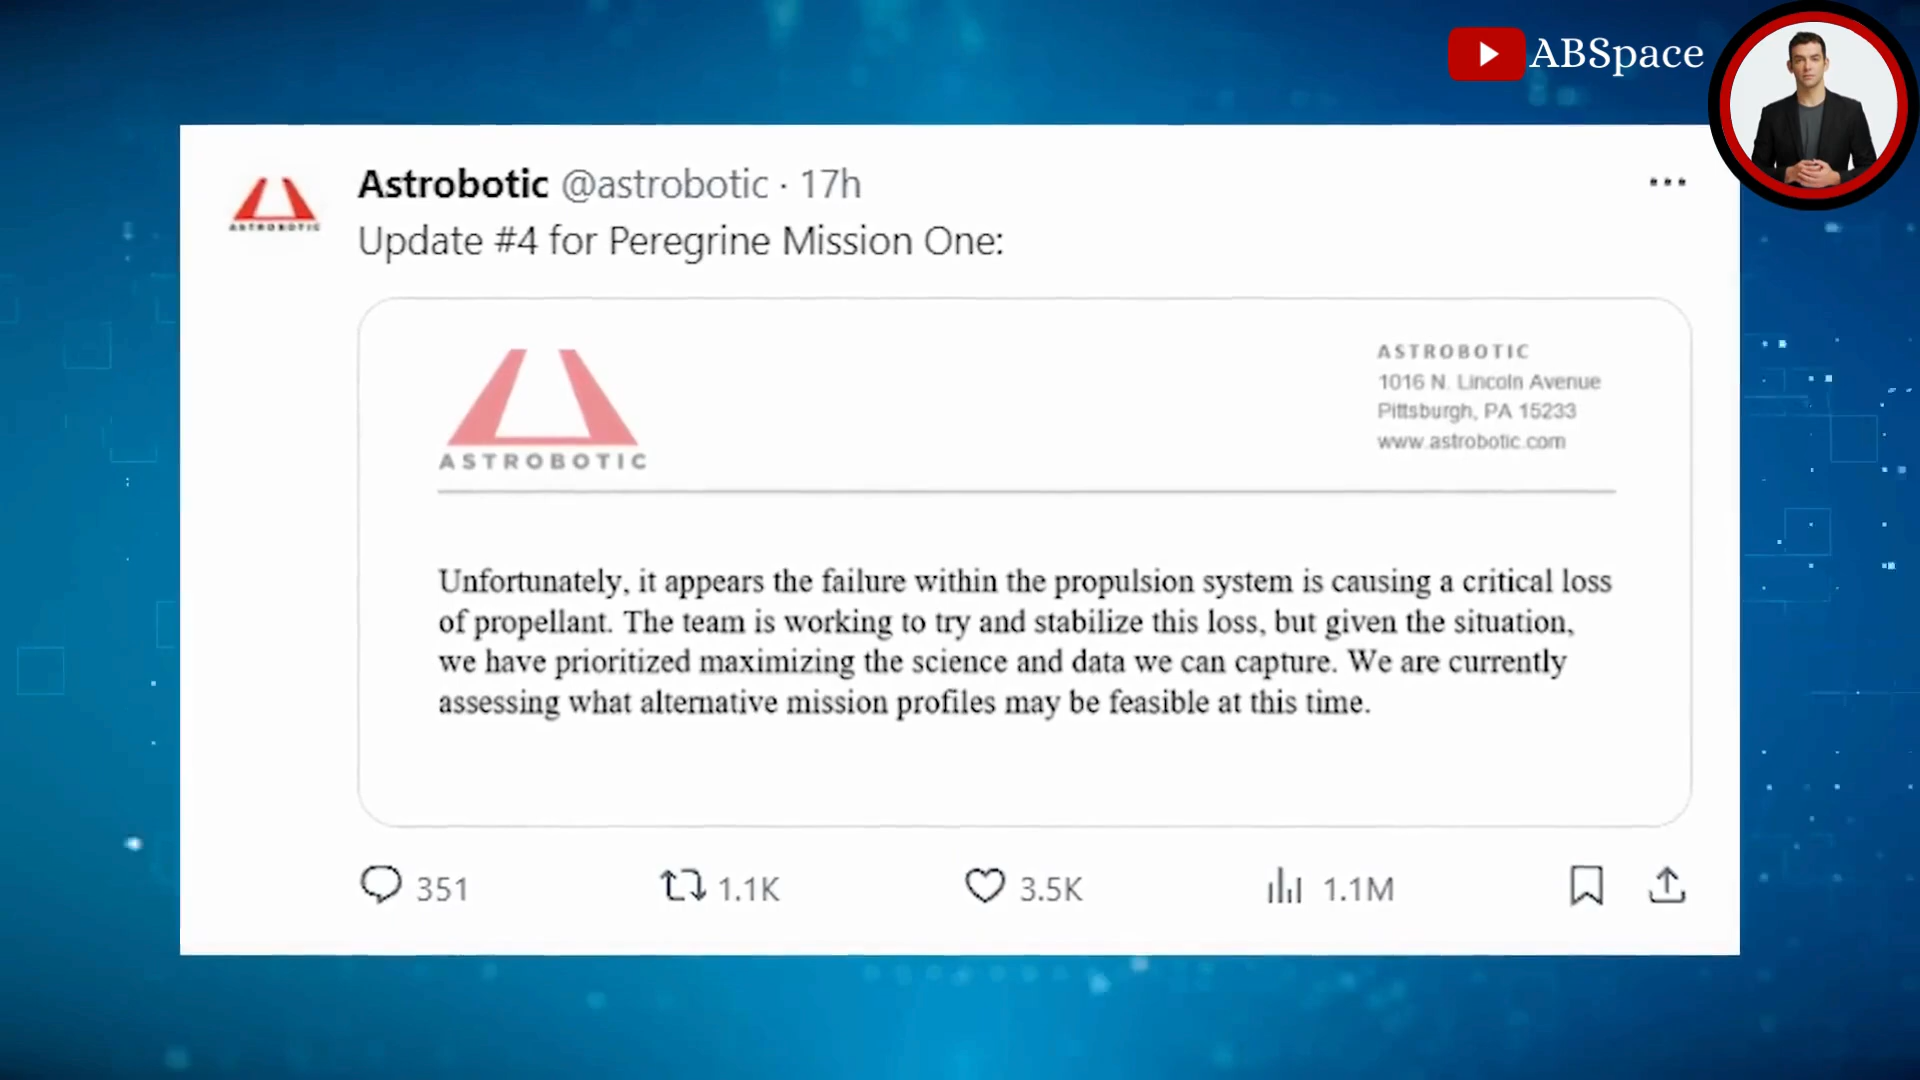 ABSpace
Astrobotic @astrobotic · 17h
ASTROBOTIC
Update #4 for Peregrine Mission One:
ASTROBOTIC
ASTROBOTIC
1016 N. Lincoln Avenue
Pittsburgh, PA 15233
www.astrobotic.com
Unfortunately, it appears the failure within the propulsion system is causing a critical loss
of propellant. The team is working to try and stabilize this loss, but given the situation,
we have prioritized maximizing the science and data we can capture. We are currently
assessing what alternative mission profiles may be feasible at this time.
351 1.1K 3.5K 1.1M